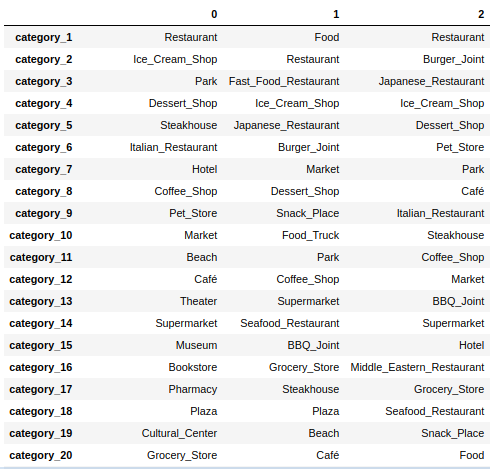 0 1 2
category_1 Restaurant Food Restaurant
category_2 Ice_Cream_Shop Restaurant Burger_Joint
category_3 Park Fast_Food_Restaurant Japanese_Restaurant
category_4 Dessert_Shop Ice_Cream_Shop Ice_Cream_Shop
category_5 Steakhouse Japanese_Restaurant Dessert_Shop
category_6 Italian_Restaurant Burger_Joint Pet_Store
category_7 Hotel Market Park
category_8 Coffee_Shop Dessert_Shop Café
category_9 Pet_Store Snack_Place Italian_Restaurant
category_10 Market Food_Truck Steakhouse
category_11 Beach Park Coffee_Shop
category_12 Café Coffee_Shop Market
category_13 Theater Supermarket BBQ_Joint
category_14 Supermarket Seafood_Restaurant Supermarket
category_15 Museum BBQ_Joint Hotel
category_16 Bookstore Grocery_Store Middle_Eastern_Restaurant
category_17 Pharmacy Steakhouse Grocery_Store
category_18 Plaza Plaza Seafood_Restaurant
category_19 Cultural_Center Beach Snack_Place
category_20 Grocery_Store Café Food